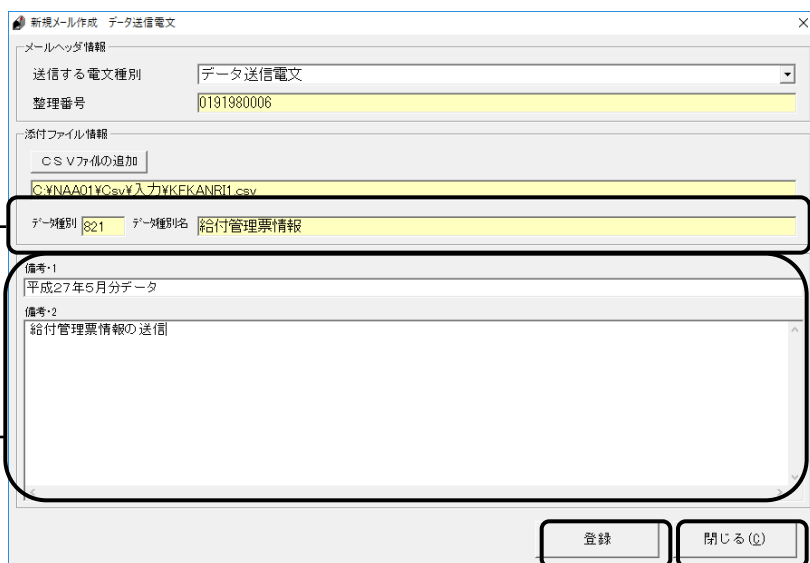 新規メール作成 データ送信電文
メールヘッダ情報
送信する電文種別 データ送信電文
整理番号 0191980006
添付ファイル情報
ＣＳＶﾌｧｲﾙの追加
C:¥NAA01¥Csv¥入力¥KFKANRI1.csv
ﾃﾞｰﾀ種別 821 ﾃﾞｰﾀ種別名 給付管理票情報
備考・1
平成27年5月分データ
備考・2
給付管理票情報の送信
登録 閉じる(C)